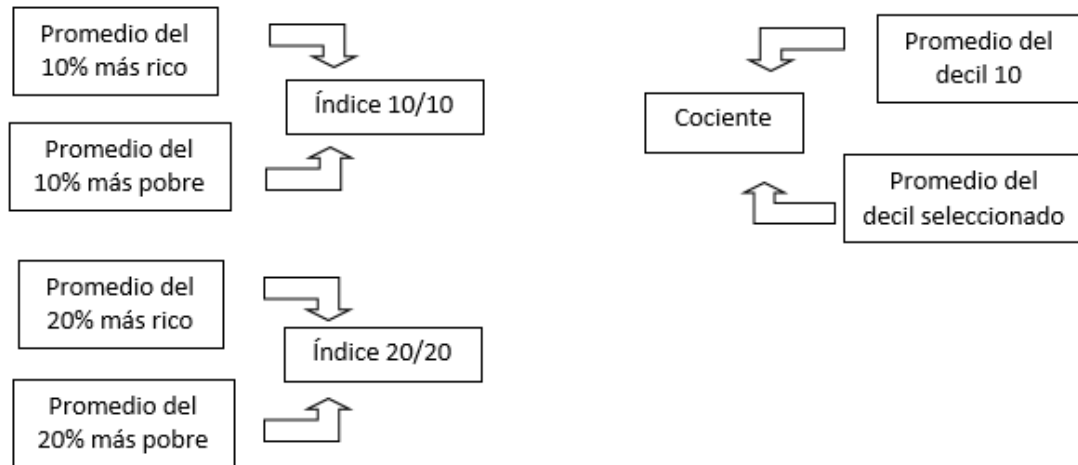 Promedio del
10% más rico
Índice 10/10
Promedio del
10% más pobre
Promedio del
20% más rico
Índice 20/20
Promedio del
20% más pobre
Promedio del
decil 10
Cociente
Promedio del
decil seleccionado